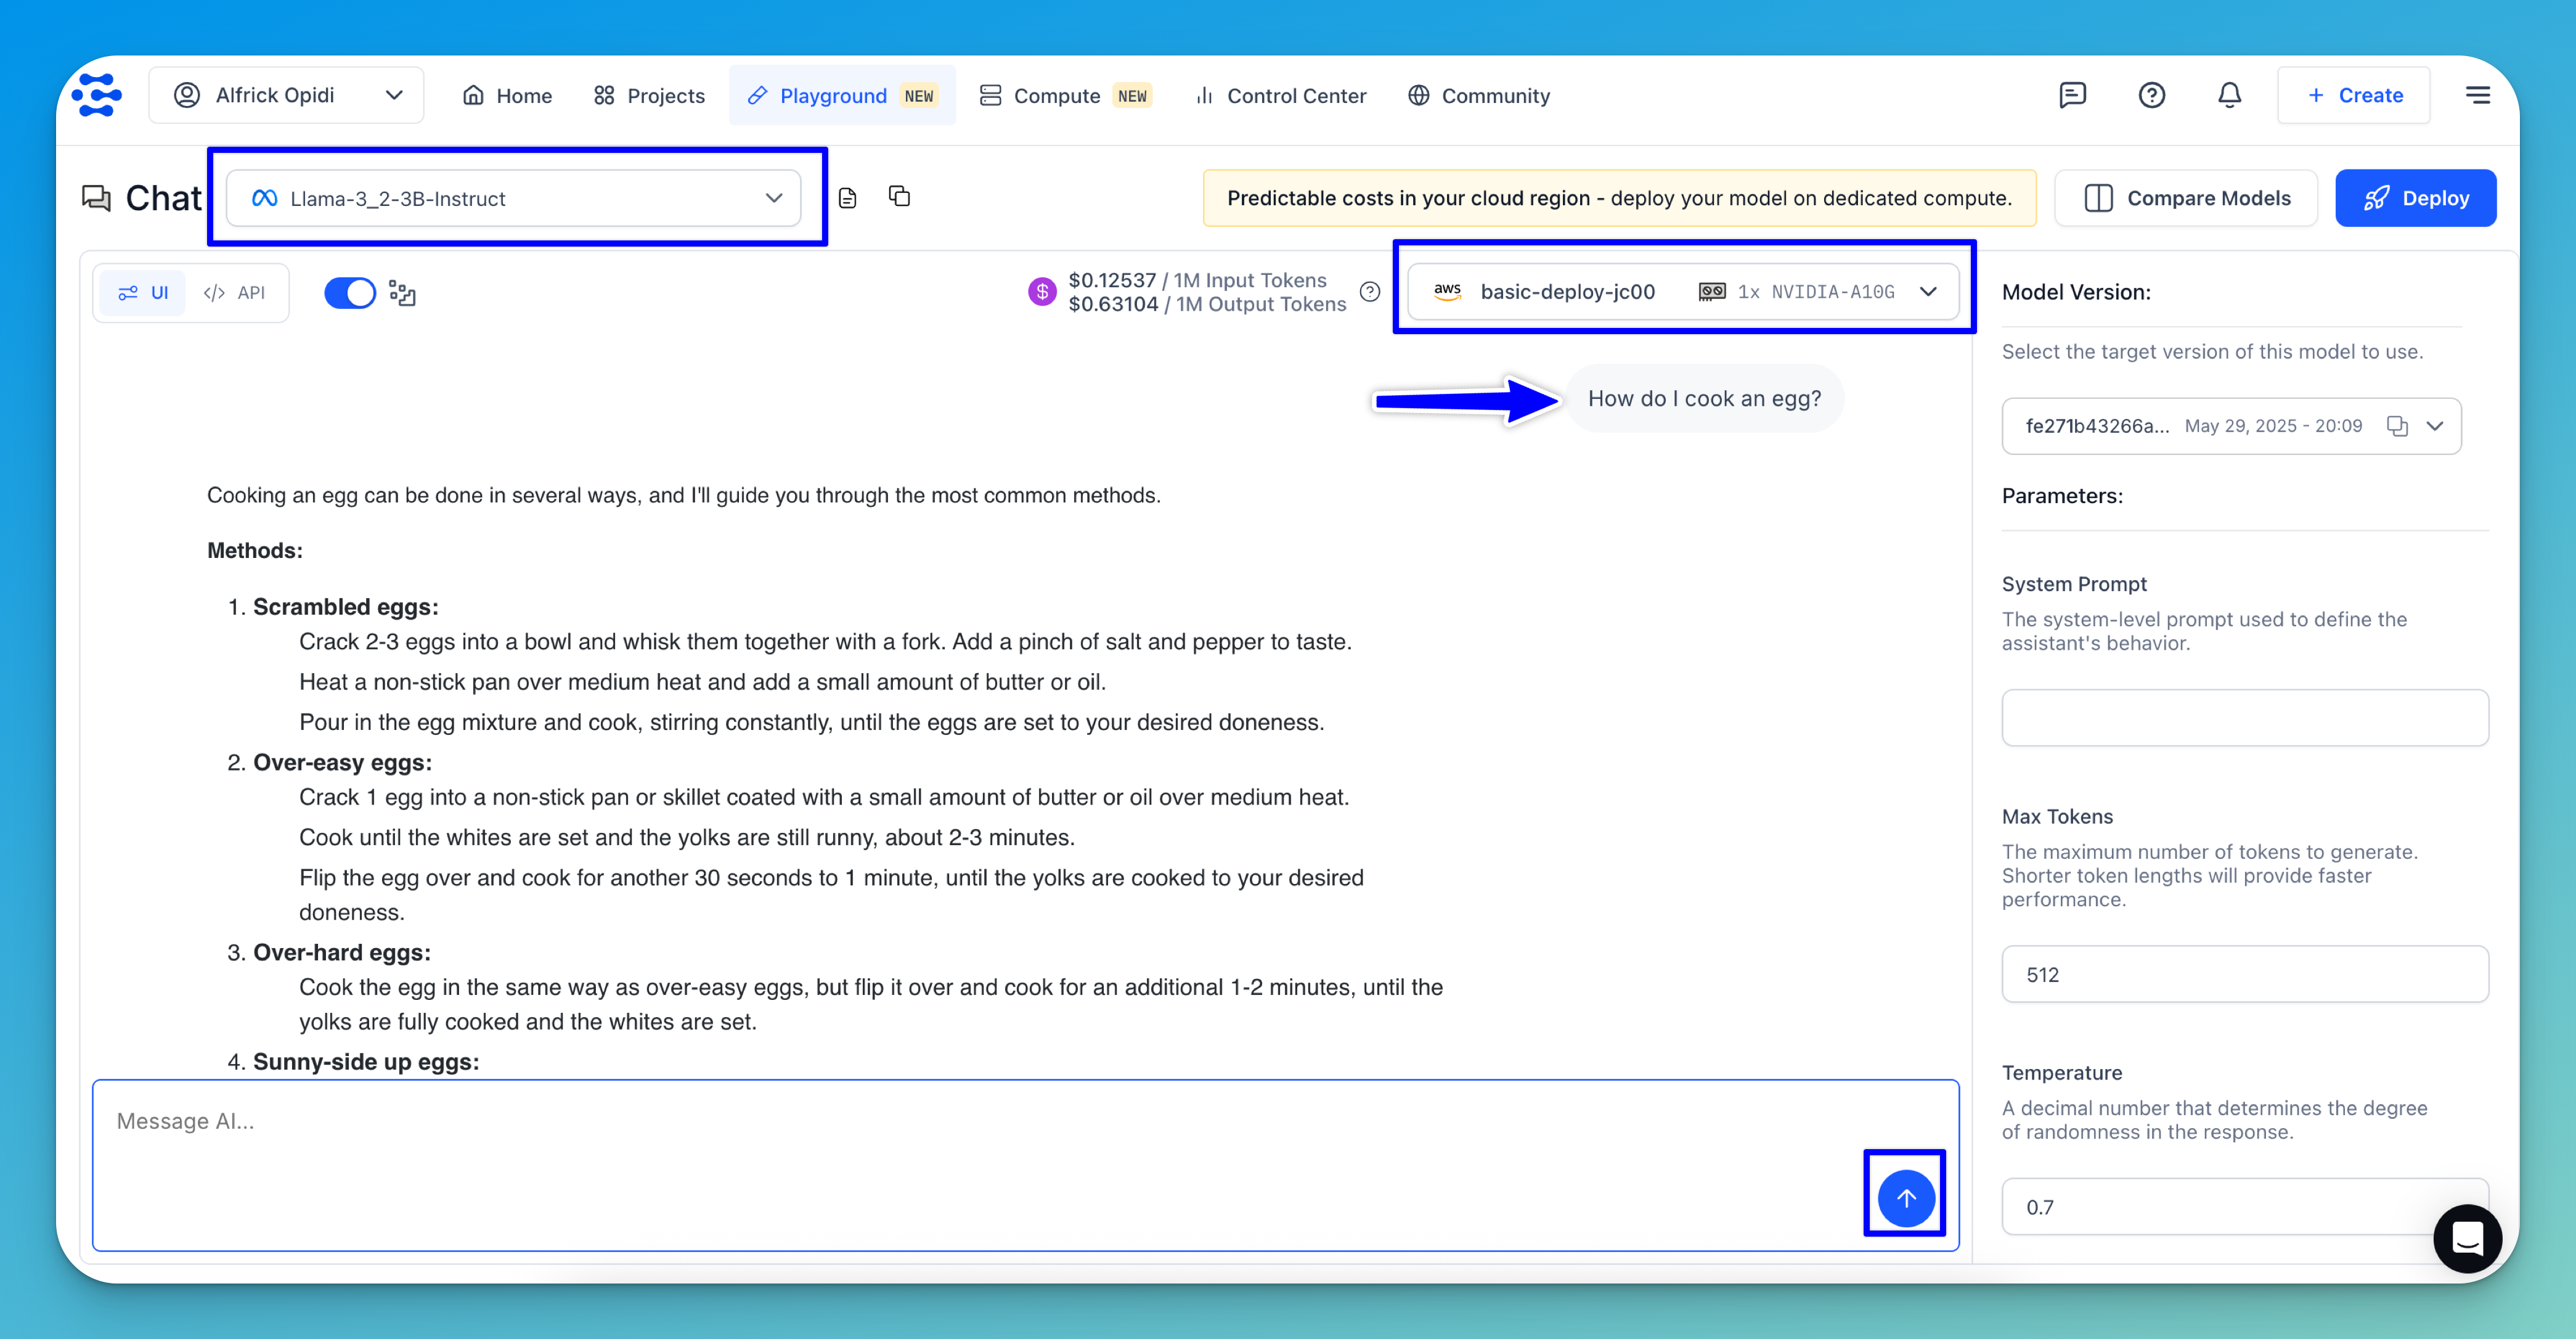 Alfrick Opidi
Home
Projects
Playground NEW
Compute NEW
Control Center
Community
+ Create
Chat
Llama-3_2-3B-Instruct
Predictable costs in your cloud region - deploy your model on dedicated compute.
Compare Models
Deploy
UI
</> API
$
$0.12537 / 1M Input Tokens
$0.63104 / 1M Output Tokens
?
aws basic-deploy-jc00 1x NVIDIA-A10G
How do I cook an egg?
Cooking an egg can be done in several ways, and I'll guide you through the most common methods.
Methods:
1. Scrambled eggs:
Crack 2-3 eggs into a bowl and whisk them together with a fork. Add a pinch of salt and pepper to taste.
Heat a non-stick pan over medium heat and add a small amount of butter or oil.
Pour in the egg mixture and cook, stirring constantly, until the eggs are set to your desired doneness.
2. Over-easy eggs:
Crack 1 egg into a non-stick pan or skillet coated with a small amount of butter or oil over medium heat.
Cook until the whites are set and the yolks are still runny, about 2-3 minutes.
Flip the egg over and cook for another 30 seconds to 1 minute, until the yolks are cooked to your desired
doneness.
3. Over-hard eggs:
Cook the egg in the same way as over-easy eggs, but flip it over and cook for an additional 1-2 minutes, until the
yolks are fully cooked and the whites are set.
4. Sunny-side up eggs:
Message AI...
Model Version:
Select the target version of this model to use.
fe271b43266a... May 29, 2025 - 20:09
Parameters:
System Prompt
The system-level prompt used to define the
assistant's behavior.
Max Tokens
The maximum number of tokens to generate.
Shorter token lengths will provide faster
performance.
512
Temperature
A decimal number that determines the degree
of randomness in the response.
0.7